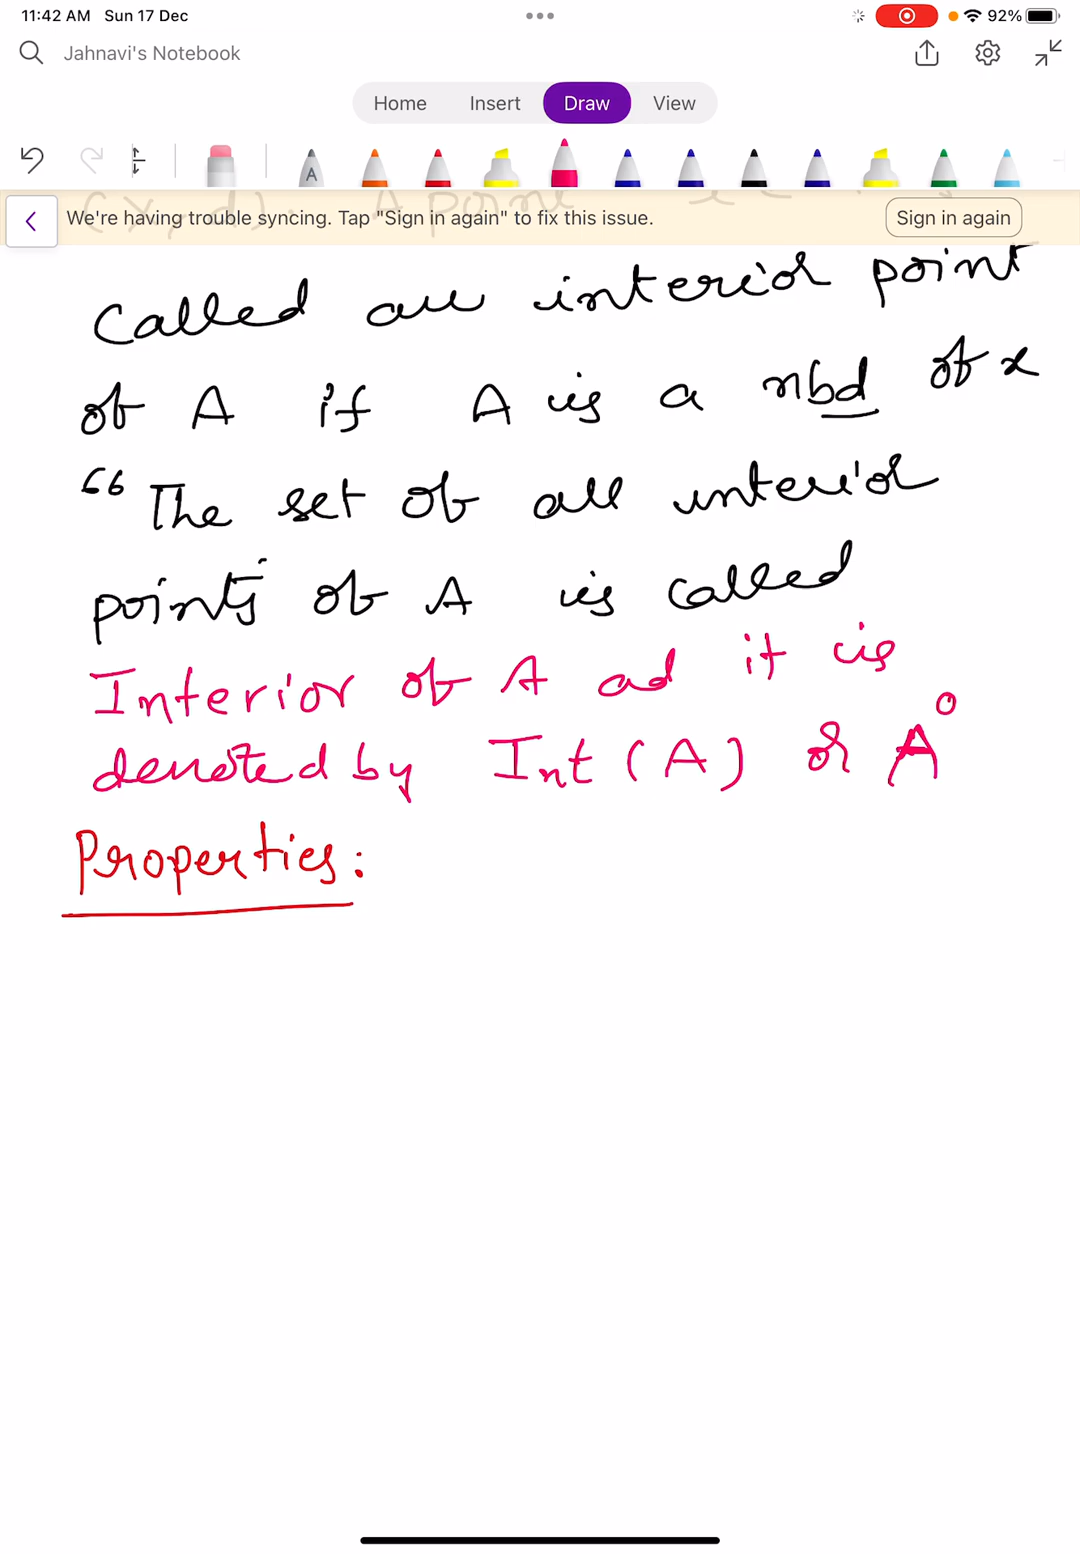 11:42 AM Sun 17 Dec 92%
Jahnavi's Notebook
Home Insert Draw View
A
(X, d). A point x ∈
We're having trouble syncing. Tap "Sign in again" to fix this issue. Sign in again
called an interior point
of A if A is a nbd of x
“ The set of all interior
points of A is called
Interior of A ad it is
denoted by Int (A) or A°
Properties: